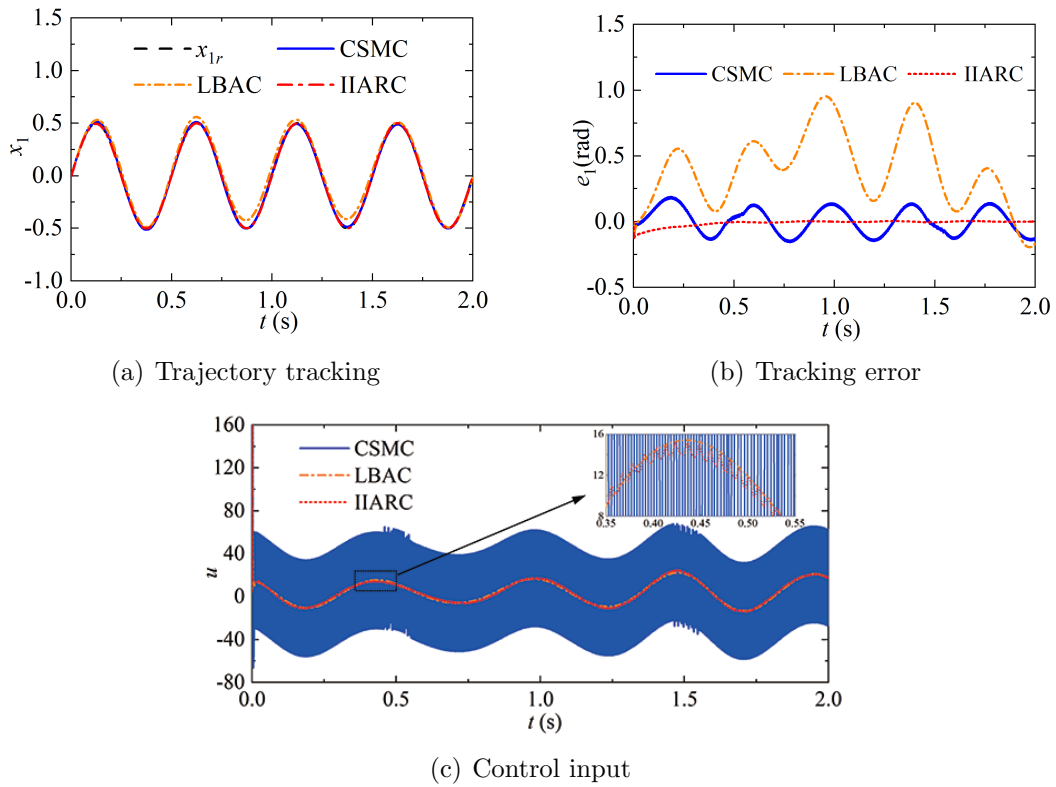 1.5
x1r CSMC
LBAC IIARC
1.0
0.5
0.0
-0.5
-1.0
x1
0.0 0.5 1.0 1.5 2.0
t (s)
(a) Trajectory tracking
1.5
CSMC LBAC IIARC
1.0
0.5
0.0
-0.5
e1(rad)
0.0 0.5 1.0 1.5 2.0
t (s)
(b) Tracking error
160
CSMC
LBAC
IIARC
120
80
40
0
-40
-80
u
16
12
8
0.35 0.40 0.45 0.50 0.55
0.0 0.5 1.0 1.5 2.0
t (s)
(c) Control input